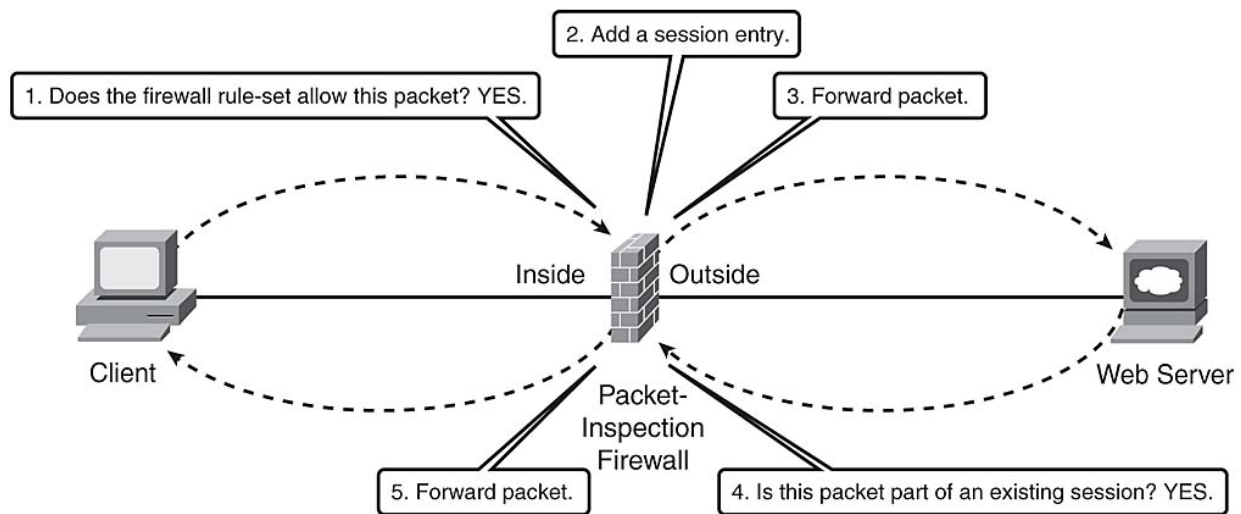 2. Add a session entry.
1. Does the firewall rule-set allow this packet? YES.
3. Forward packet.
Inside
Outside
Client
Web Server
Packet-
Inspection
Firewall
5. Forward packet.
4. Is this packet part of an existing session? YES.